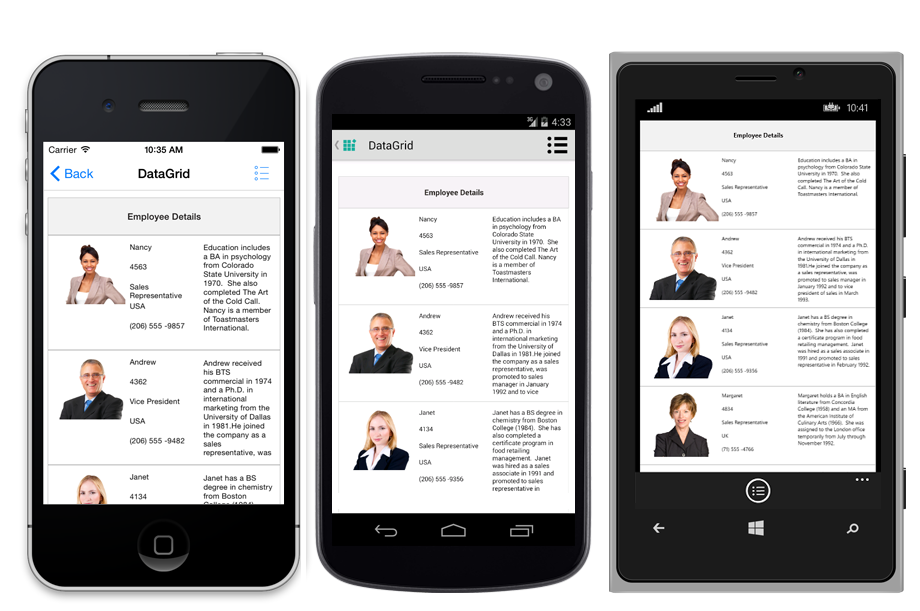 Carrier
10:35 AM
Back
DataGrid
Employee Details
Nancy
4563
Sales
Representative
USA
(206) 555 -9857
Education includes
a BA in psychology
from Colorado
State University in
1970.  She also
completed The Art
of the Cold Call.
Nancy is a member
of Toastmasters
International.
Andrew
4362
Vice President
USA
(206) 555 -9482
Andrew received
his BTS
commercial in 1974
and a Ph.D. in
international
marketing from the
University of Dallas
in 1981.He joined
the company as a
sales
representative, was
Janet
4134
Janet has a BS
degree in chemistry
from Boston
College (1984). She
3G
4:33
DataGrid
Employee Details
Nancy
4563
Sales Representative
USA
(206) 555 -9857
Education includes a BA
in psychology from
Colorado State
University in 1970.  She
also completed The Art
of the Cold Call.  Nancy
is a member of
Toastmasters
International.
Andrew
4362
Vice President
USA
(206) 555 -9482
Andrew received his
BTS commercial in 1974
and a Ph.D. in
international marketing
from the University of
Dallas in 1981.He joined
the company as a sales
representative, was
promoted to sales
manager in January
1992 and to vice
Janet
4134
Sales Representative
USA
(206) 555 -9356
Janet has a BS degree in
chemistry from Boston
College (1984).  She has
also completed a
certificate program in
food retailing
management.  Janet
was hired as a sales
associate in 1991 and
promoted to sales
representative in
10:41
Employee Details
Nancy
4563
Sales Representative
USA
(206) 555 -9857
Education includes a BA in
psychology from Colorado State
University in 1970.  She also
completed The Art of the Cold
Call.  Nancy is a member of
Toastmasters International.
Andrew
4362
Vice President
USA
(206) 555 -9482
Andrew received his BTS
commercial in 1974 and a Ph.D.
in international marketing from
the University of Dallas in
1981.He joined the company as
a sales representative, was
promoted to sales manager in
January 1992 and to vice
president of sales in March
1993.
Janet
4134
Sales Representative
USA
(206) 555 -9356
Janet has a BS degree in
chemistry from Boston College
(1984).  She has also completed
a certificate program in food
retailing management.  Janet
was hired as a sales associate in
1991 and promoted to sales
representative in February 1992.
Margaret
4834
Sales Representative
UK
(71) 555 -4766
Margaret holds a BA in English
literature from Concordia
College (1958) and an MA from
the American Institute of
Culinary Arts (1966).  She was
assigned to the London office
temporarily from July through
November 1992.